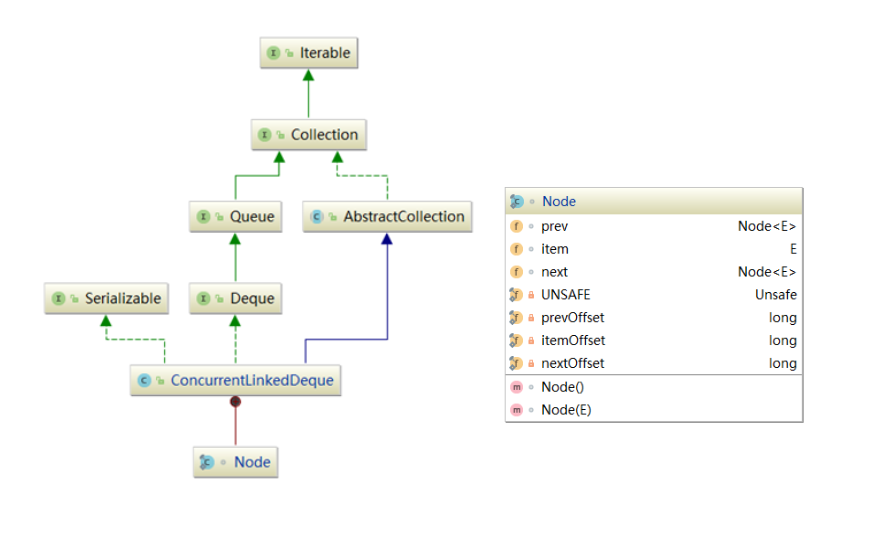 Iterable
Collection
Queue
AbstractCollection
Serializable
Deque
ConcurrentLinkedDeque
Node
Node
prev Node<E>
item E
next Node<E>
UNSAFE Unsafe
prevOffset long
itemOffset long
nextOffset long
Node()
Node(E)